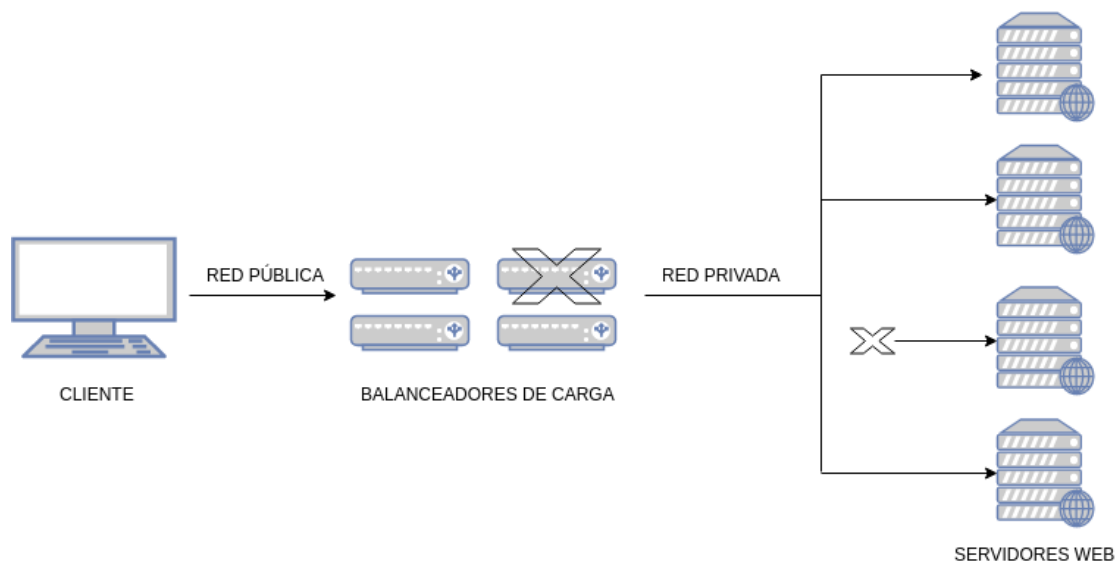 RED PÚBLICA
RED PRIVADA
CLIENTE
BALANCEADORES DE CARGA
SERVIDORES WEB